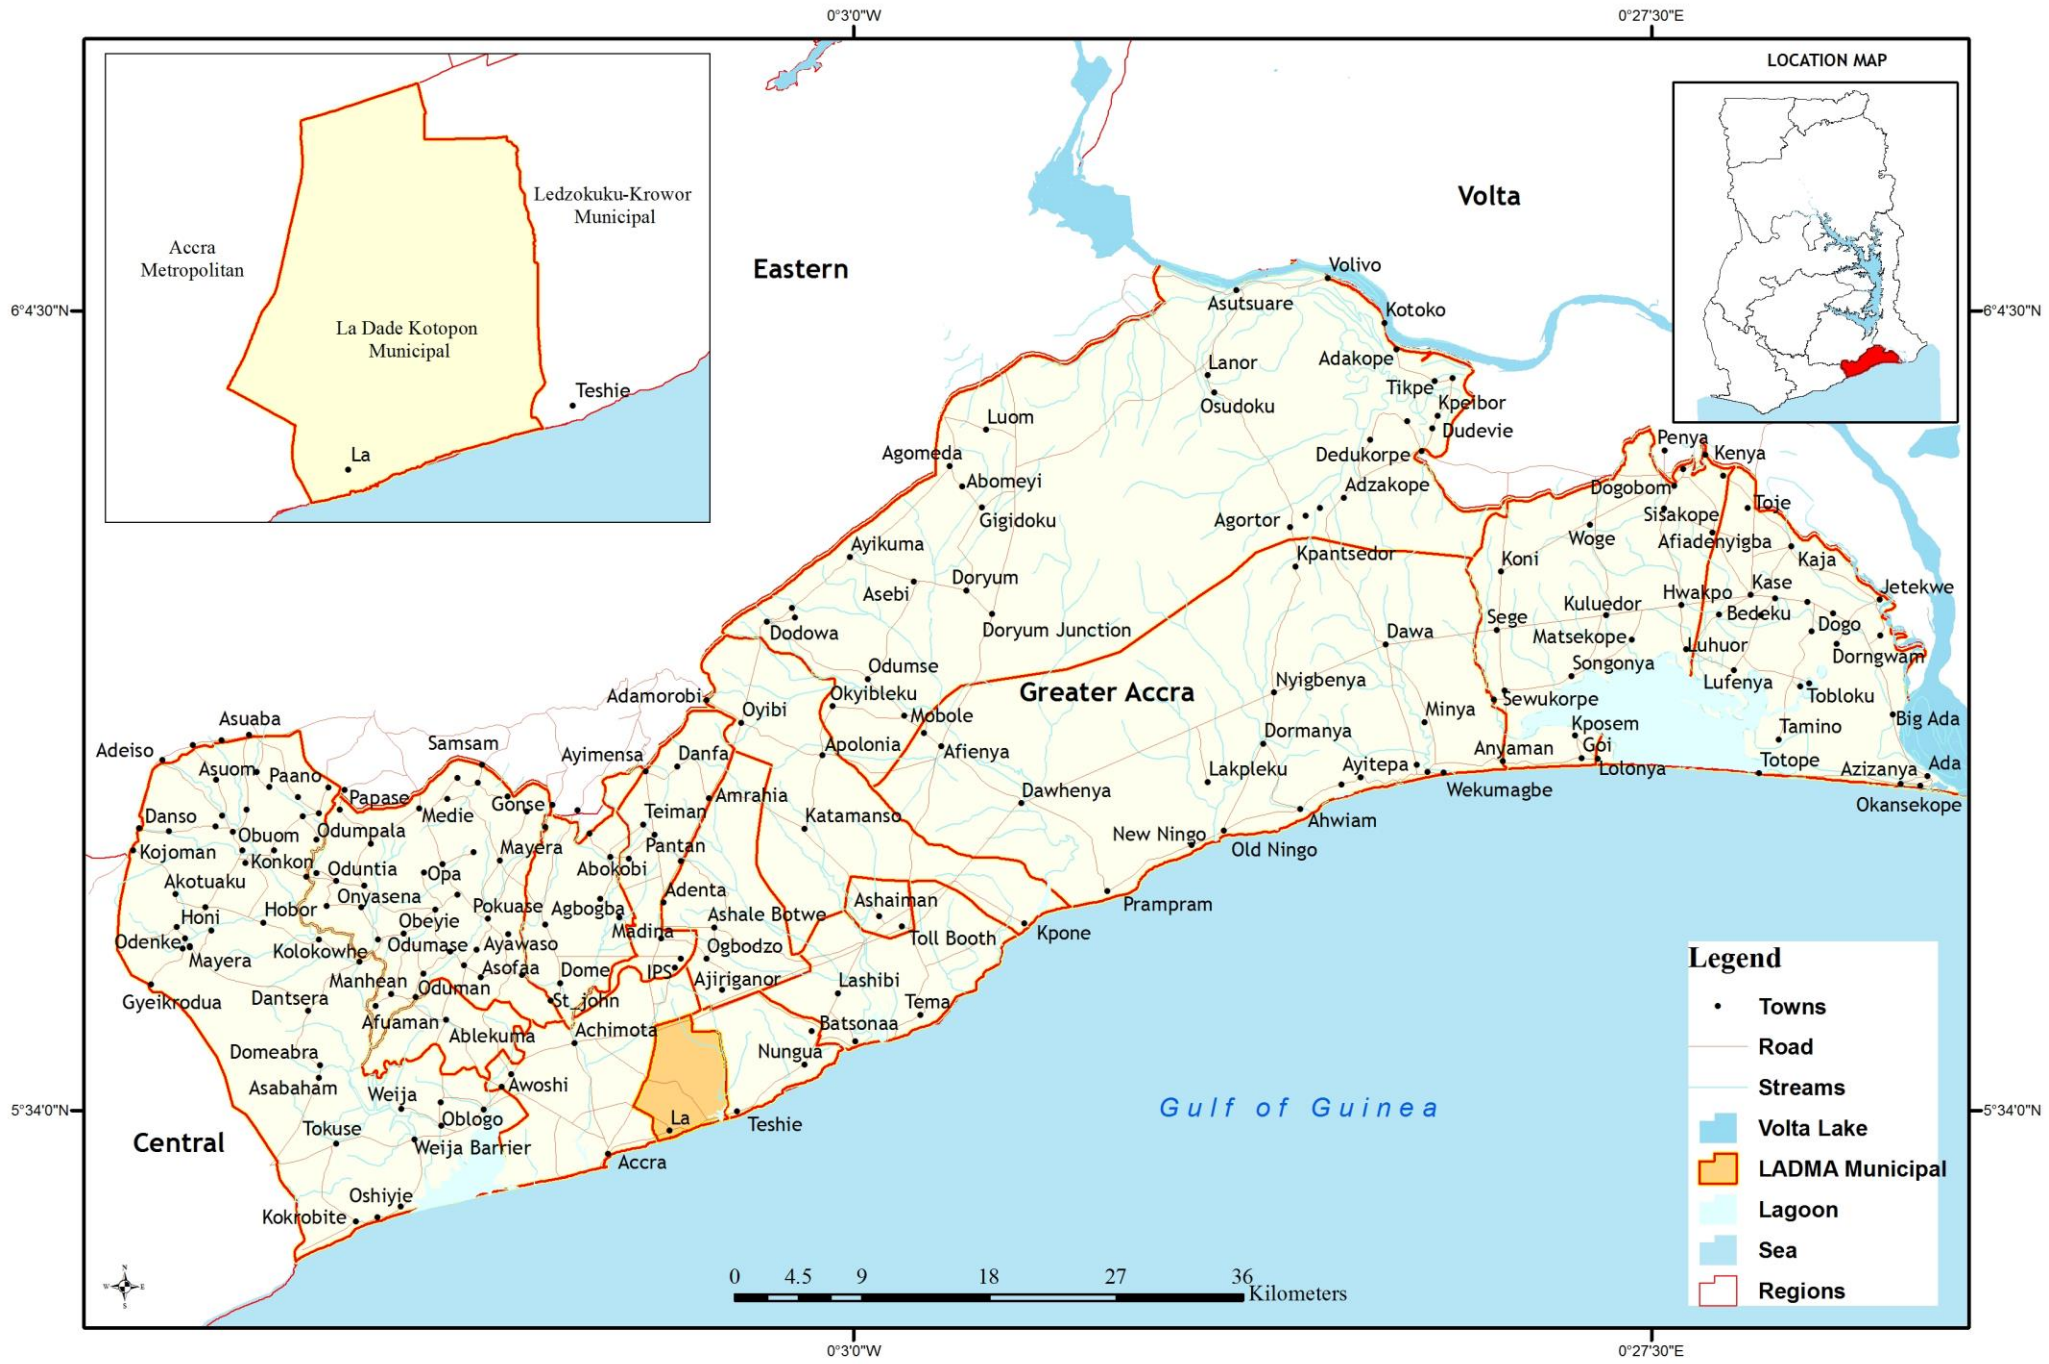 0°3'0"W
0°27'30"E
LOCATION MAP
Ledzokuku-Krowor
Municipal
Accra
Metropolitan
La Dade Kotopon
Municipal
Teshie
La
Volta
Eastern
6°4'30"N
6°4'30"N
Volivo
Asutsuare
Kotoko
Adakope
Lanor
Tikpe
Osudoku
Kpeibor
Luom
Dudevie
Penya
Agomeda
Dedukorpe
Kenya
Abomeyi
Adzakope
Dogobom
Toje
Gigidoku
Agortor
Sisakope
Woge
Afiadenyigba
Ayikuma
Kpantsedor
Koni
Kaja
Doryum
Asebi
Kase
Jetekwe
Hwakpo
Kuluedor
Bedeku
Sege
Dogo
Dodowa
Doryum Junction
Dawa
Matsekope
Luhuor
Dorngwam
Odumse
Songonya
Nyigbenya
Lufenya
Tobloku
Greater Accra
Okyibleku
Adamorobi
Sewukorpe
Oyibi
Mobole
Minya
Big Ada
Asuaba
Kposem
Tamino
Dormanya
Samsam
Ayimensa
Danfa
Apolonia
Afienya
Anyaman
Goi
Adeiso
Ayitepa
Lolonya
Totope
Azizanya
Ada
Asuom
Paano
Lakpleku
Wekumagbe
Okansekope
Papase
Gonse
Amrahia
Dawhenya
Danso
Medie
Teiman
Katamanso
Ahwiam
Obuom
Odumpala
New Ningo
Kojoman
Mayera
Pantan
Old Ningo
Konkon
Oduntia
Abokobi
Akotuaku
Opa
Adenta
Onyasena
Ashaiman
Prampram
Hobor
Pokuase
Agbogba
Ashale Botwe
Honi
Obeyie
Madina
Toll Booth
Kpone
Odenke
Kolokowhe
Odumase
Ayawaso
Ogbodzo
Mayera
Asofaa
Dome
IPS
Manhean
Ajiriganor
Lashibi
Gyeikrodua
Dantsera
Oduman
St_john
Tema
Afuaman
Ablekuma
Achimota
Batsonaa
Domeabra
Nungua
Asabaham
Weija
Awoshi
5°34'0"N
5°34'0"N
Gulf of Guinea
Oblogo
La
Teshie
Tokuse
Central
Weija Barrier
Accra
Oshiyie
Kokrobite
Legend
Towns
Road
Streams
Volta Lake
LADMA Municipal
Lagoon
Sea
Regions
N
W
E
S
0
4.5
9
18
27
36
Kilometers
0°3'0"W
0°27'30"E